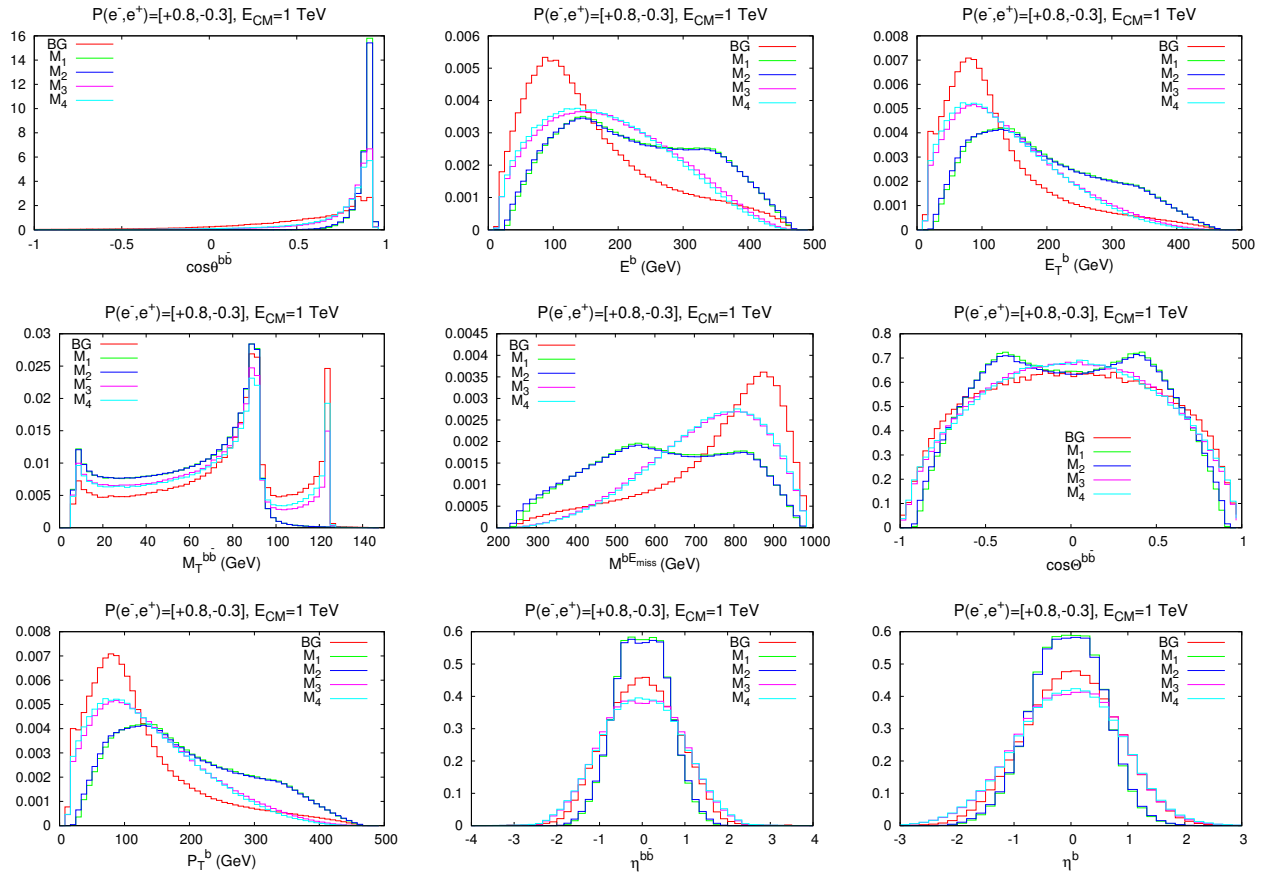 P(e⁻,e⁺)=[+0.8,-0.3], E_CM=1 TeV
16
14
12
10
8
6
4
2
0
BG
M₁
M₂
M₃
M₄
-1 -0.5 0 0.5 1
cosθ^bb̄
P(e⁻,e⁺)=[+0.8,-0.3], E_CM=1 TeV
0.006
0.005
0.004
0.003
0.002
0.001
0
BG
M₁
M₂
M₃
M₄
0 100 200 300 400 500
E^b (GeV)
P(e⁻,e⁺)=[+0.8,-0.3], E_CM=1 TeV
0.008
0.007
0.006
0.005
0.004
0.003
0.002
0.001
0
BG
M₁
M₂
M₃
M₄
0 100 200 300 400 500
E_T^b (GeV)
P(e⁻,e⁺)=[+0.8,-0.3], E_CM=1 TeV
0.03
0.025
0.02
0.015
0.01
0.005
0
BG
M₁
M₂
M₃
M₄
0 20 40 60 80 100 120 140
M_T^bb̄ (GeV)
P(e⁻,e⁺)=[+0.8,-0.3], E_CM=1 TeV
0.0045
0.004
0.0035
0.003
0.0025
0.002
0.0015
0.001
0.0005
0
BG
M₁
M₂
M₃
M₄
200 300 400 500 600 700 800 900 1000
M^bE_miss (GeV)
P(e⁻,e⁺)=[+0.8,-0.3], E_CM=1 TeV
0.8
0.7
0.6
0.5
0.4
0.3
0.2
0.1
0
BG
M₁
M₂
M₃
M₄
-1 -0.5 0 0.5 1
cosΘ^bb̄
P(e⁻,e⁺)=[+0.8,-0.3], E_CM=1 TeV
0.008
0.007
0.006
0.005
0.004
0.003
0.002
0.001
0
BG
M₁
M₂
M₃
M₄
0 100 200 300 400 500
P_T^b (GeV)
P(e⁻,e⁺)=[+0.8,-0.3], E_CM=1 TeV
0.6
0.5
0.4
0.3
0.2
0.1
0
BG
M₁
M₂
M₃
M₄
-4 -3 -2 -1 0 1 2 3 4
η^bb̄
P(e⁻,e⁺)=[+0.8,-0.3], E_CM=1 TeV
0.6
0.5
0.4
0.3
0.2
0.1
0
BG
M₁
M₂
M₃
M₄
-3 -2 -1 0 1 2 3
η^b